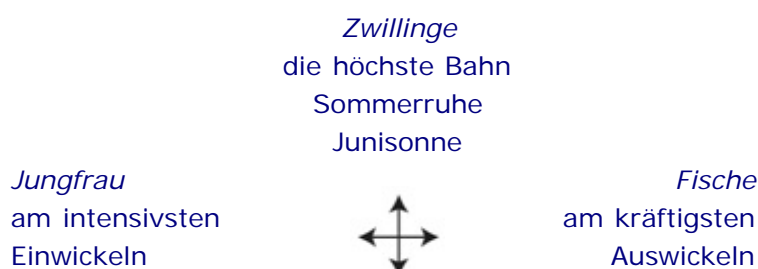 Zwillinge
die höchste Bahn
Sommerruhe
Junisonne
Jungfrau
am intensivsten
Einwickeln
Fische
am kräftigsten
Auswickeln